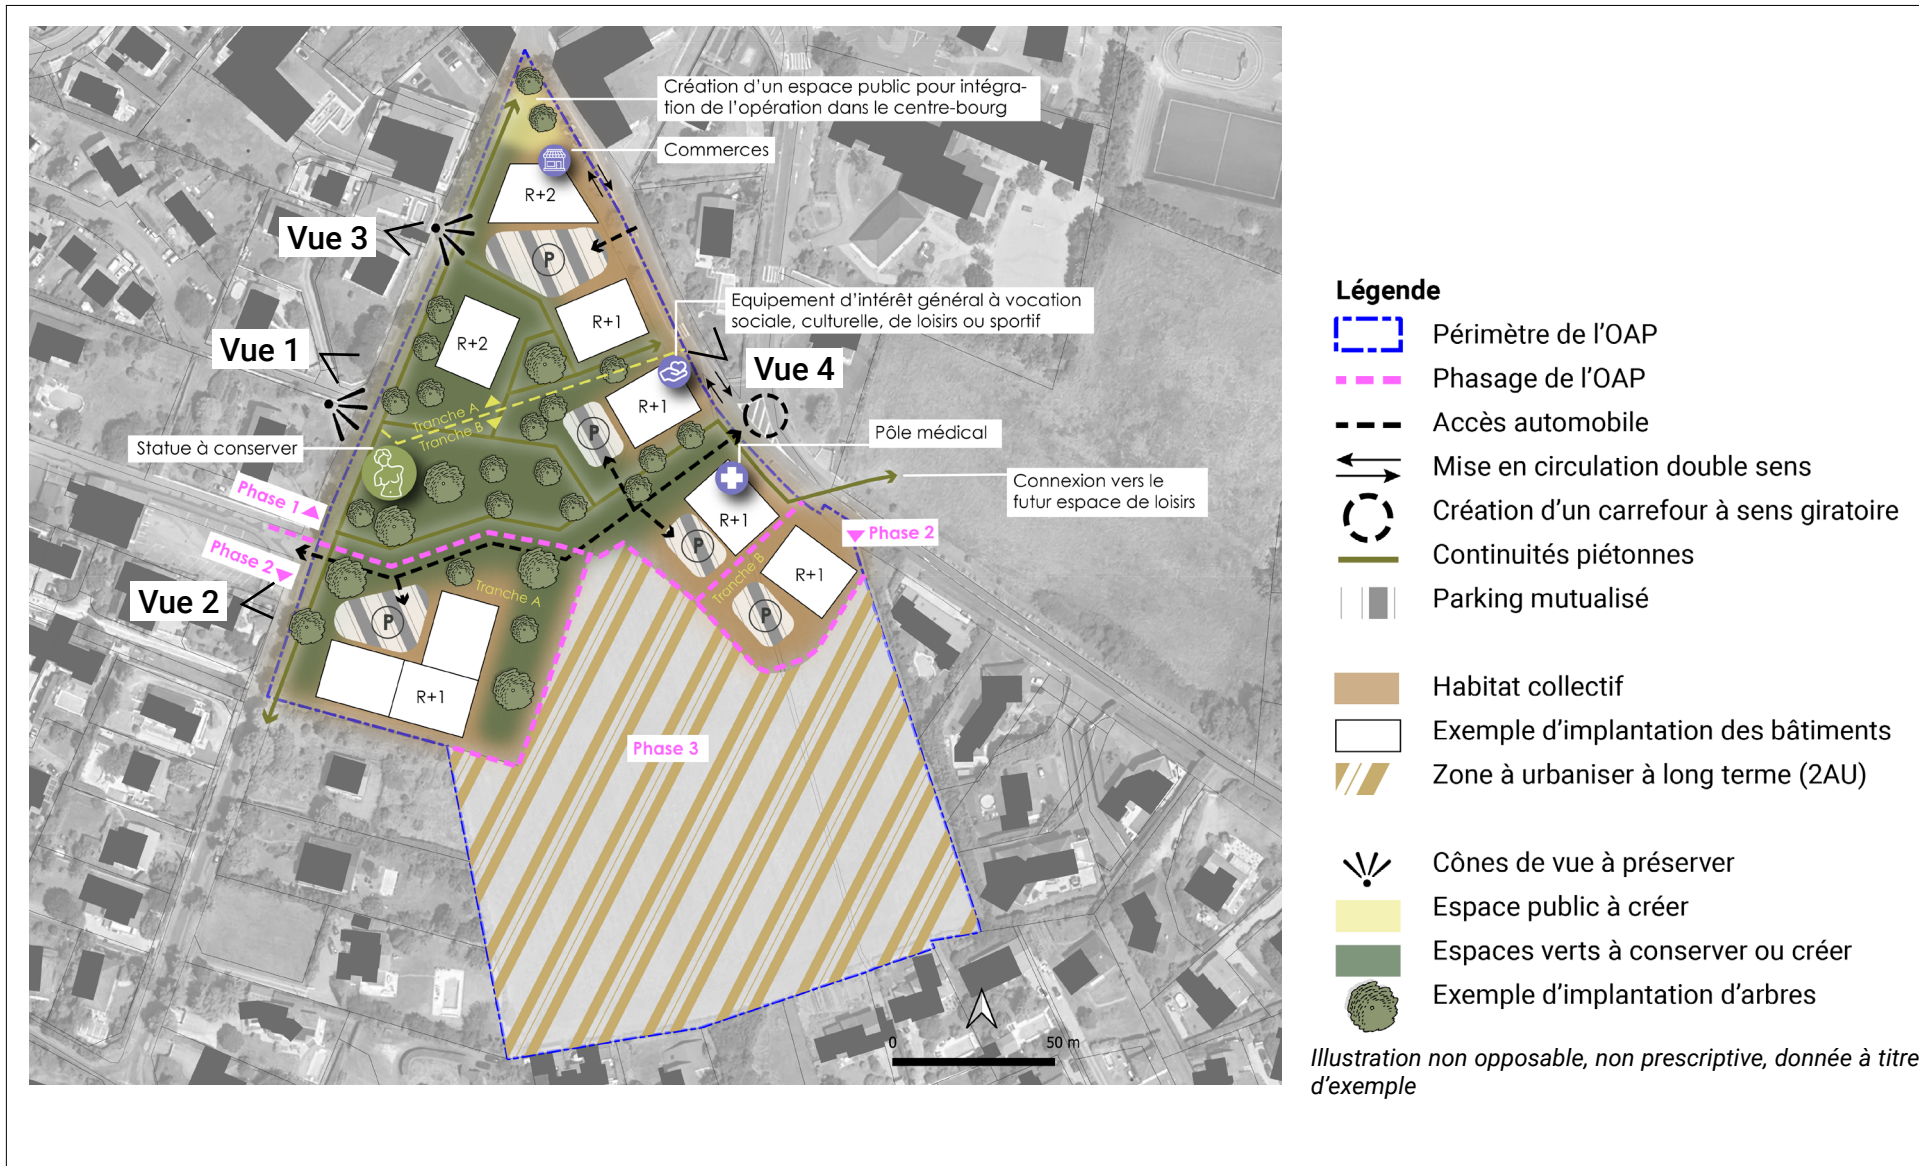 Création d'un espace public pour intégra-
tion de l'opération dans le centre-bourg
Commerces
R+2
Vue 3
P
Equipement d'intérêt général à vocation
sociale, culturelle, de loisirs ou sportif
R+1
R+2
Vue 1
Vue 4
Tranche A
Tranche B
R+1
P
Statue à conserver
Pôle médical
Connexion vers le
futur espace de loisirs
Phase 1
Phase 2
R+1
Phase 2
P
Vue 2
Tranche A
Tranche B
R+1
P
P
R+1
Phase 3
0
50 m
Légende
Périmètre de l'OAP
Phasage de l'OAP
Accès automobile
Mise en circulation double sens
Création d'un carrefour à sens giratoire
Continuités piétonnes
Parking mutualisé
Habitat collectif
Exemple d'implantation des bâtiments
Zone à urbaniser à long terme (2AU)
Cônes de vue à préserver
Espace public à créer
Espaces verts à conserver ou créer
Exemple d'implantation d'arbres
Illustration non opposable, non prescriptive, donnée à titre
d'exemple